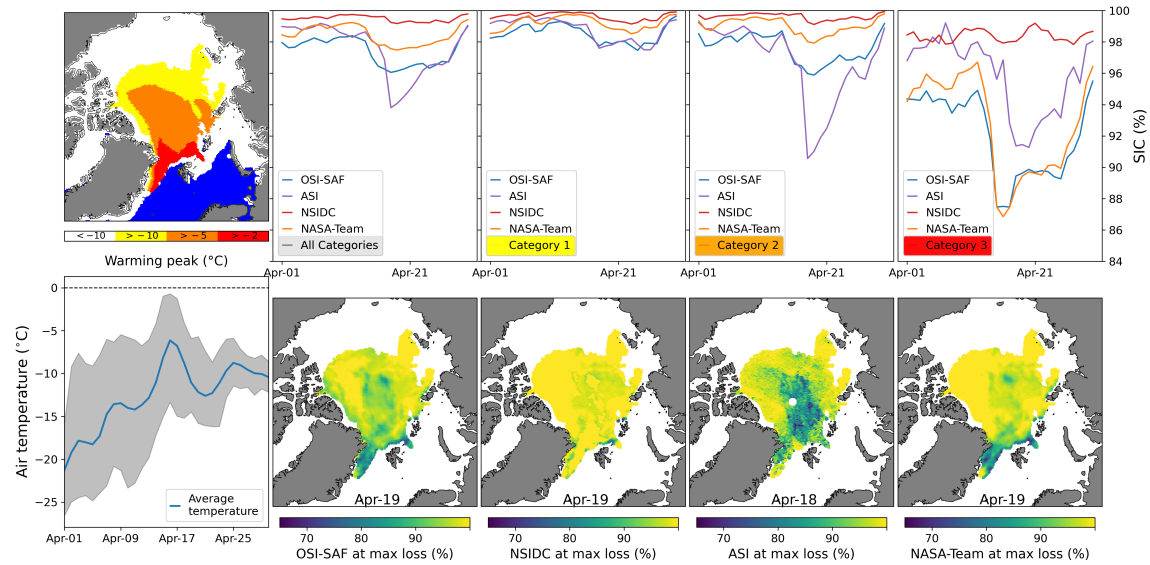 < −10 > −10 > −5 > −2
Warming peak (°C)
OSI-SAF
ASI
NSIDC
NASA-Team
All Categories
Apr-01 Apr-21
OSI-SAF
ASI
NSIDC
NASA-Team
Category 1
Apr-01 Apr-21
OSI-SAF
ASI
NSIDC
NASA-Team
Category 2
Apr-01 Apr-21
OSI-SAF
ASI
NSIDC
NASA-Team
Category 3
Apr-01 Apr-21
100
98
96
94
92
90
88
86
84
SIC (%)
Air temperature (°C)
0
−5
−10
−15
−20
−25
Average
temperature
Apr-01 Apr-09 Apr-17 Apr-25
Apr-19
70 80 90
OSI-SAF at max loss (%)
Apr-19
70 80 90
NSIDC at max loss (%)
Apr-18
70 80 90
ASI at max loss (%)
Apr-19
70 80 90
NASA-Team at max loss (%)